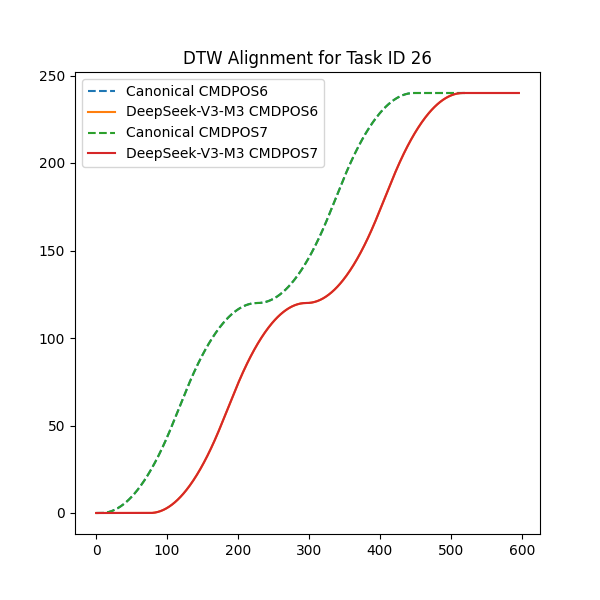 DTW Alignment for Task ID 26
Canonical CMDPOS6
DeepSeek-V3-M3 CMDPOS6
Canonical CMDPOS7
DeepSeek-V3-M3 CMDPOS7
250
200
150
100
50
0
0 100 200 300 400 500 600